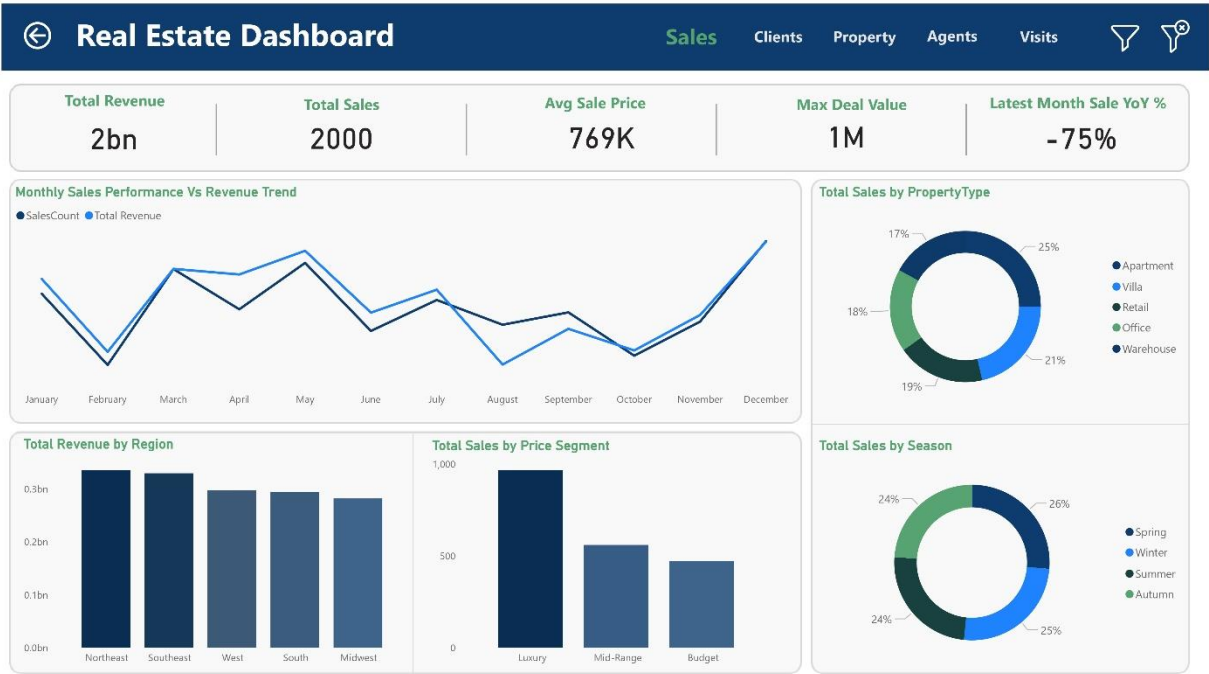 Real Estate Dashboard
Sales
Clients
Property
Agents
Visits
Total Revenue
2bn
Total Sales
2000
Avg Sale Price
769K
Max Deal Value
1M
Latest Month Sale YoY %
-75%
Monthly Sales Performance Vs Revenue Trend
SalesCount
Total Revenue
January
February
March
April
May
June
July
August
September
October
November
December
Total Sales by PropertyType
17%
25%
18%
21%
19%
Apartment
Villa
Retail
Office
Warehouse
Total Revenue by Region
0.3bn
0.2bn
0.1bn
0.0bn
Northeast
Southeast
West
South
Midwest
Total Sales by Price Segment
1,000
500
0
Luxury
Mid-Range
Budget
Total Sales by Season
24%
26%
24%
25%
Spring
Winter
Summer
Autumn